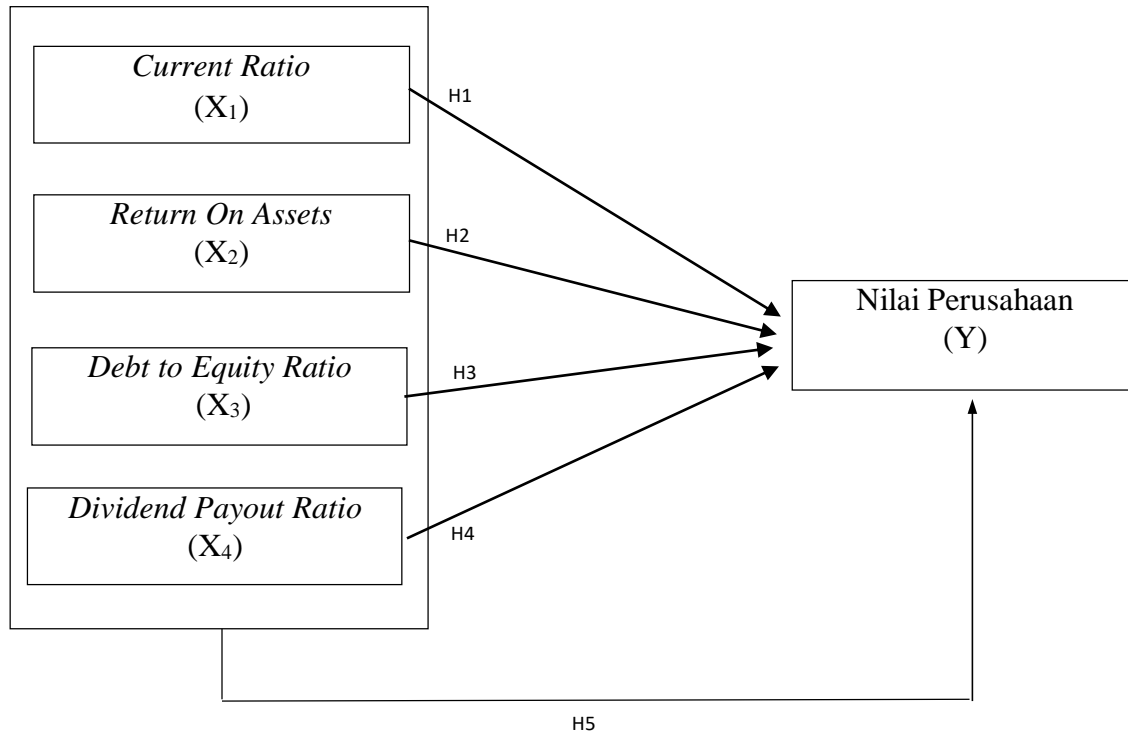 Current Ratio
(X₁)
H1
Return On Assets
(X₂)
H2
Nilai Perusahaan
(Y)
Debt to Equity Ratio
(X₃)
H3
Dividend Payout Ratio
(X₄)
H4
H5